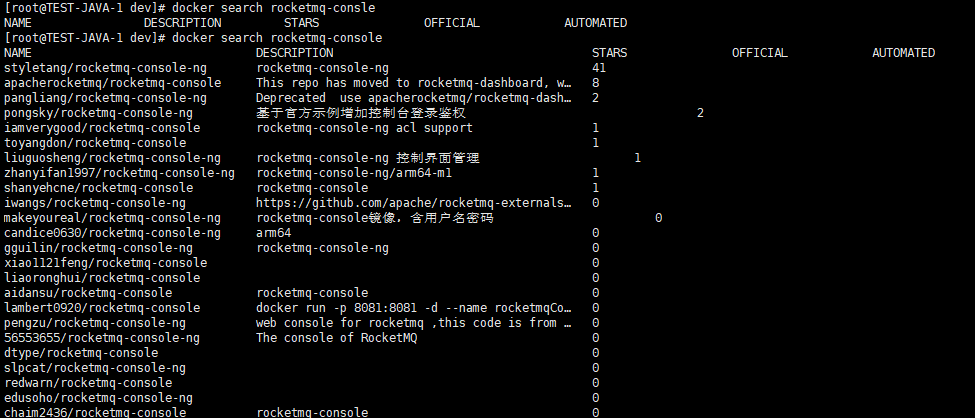 [root@TEST-JAVA-1 dev]# docker search rocketmq-consle
NAME DESCRIPTION STARS OFFICIAL AUTOMATED
[root@TEST-JAVA-1 dev]# docker search rocketmq-console
NAME DESCRIPTION STARS OFFICIAL AUTOMATED
styletang/rocketmq-console-ng rocketmq-console-ng 41
apacherocketmq/rocketmq-console This repo has moved to rocketmq-dashboard, w… 8
pangliang/rocketmq-console-ng Deprecated use apacherocketmq/rocketmq-dash… 2
pongsky/rocketmq-console-ng 基于官方示例增加控制台登录鉴权 2
iamverygood/rocketmq-console rocketmq-console-ng acl support 1
toyangdon/rocketmq-console 1
liuguosheng/rocketmq-console-ng rocketmq-console-ng 控制界面管理 1
zhanyifan1997/rocketmq-console-ng rocketmq-console-ng/arm64-m1 1
shanyehcne/rocketmq-console rocketmq-console 1
iwangs/rocketmq-console-ng https://github.com/apache/rocketmq-externals… 0
makeyoureal/rocketmq-console-ng rocketmq-console镜像，含用户名密码 0
candice0630/rocketmq-console-ng arm64 0
gguilin/rocketmq-console-ng rocketmq-console-ng 0
xiao1121feng/rocketmq-console 0
liaoronghui/rocketmq-console 0
aidansu/rocketmq-console rocketmq-console 0
lambert0920/rocketmq-console docker run -p 8081:8081 -d --name rocketmqCo… 0
pengzu/rocketmq-console-ng web console for rocketmq ,this code is from … 0
56553655/rocketmq-console-ng The console of RocketMQ 0
dtype/rocketmq-console 0
slpcat/rocketmq-console-ng 0
redwarn/rocketmq-console 0
edusoho/rocketmq-console-ng 0
chaim2436/rocketmq-console rocketmq-console 0